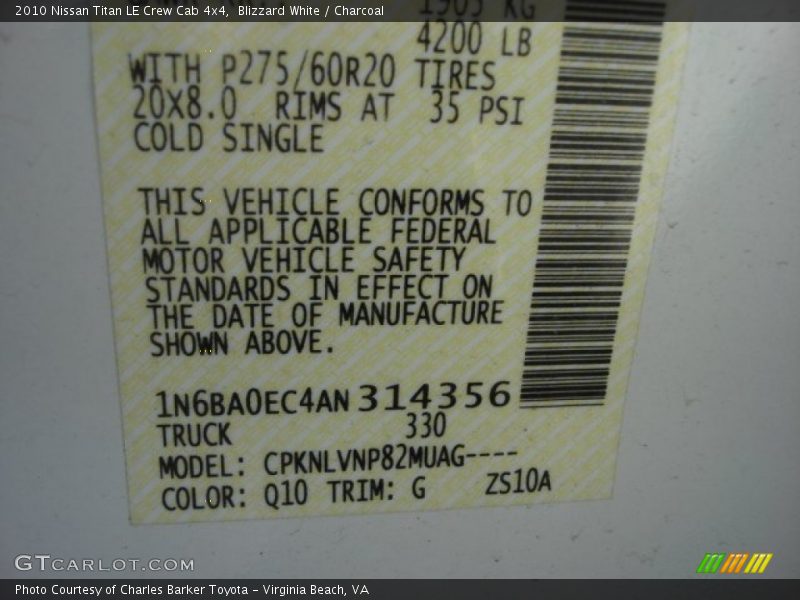 2010 Nissan Titan LE Crew Cab 4x4,  Blizzard White / Charcoal
1905 KG
4200 LB
WITH P275/60R20 TIRES
20X8.0  RIMS AT  35 PSI
COLD SINGLE
THIS VEHICLE CONFORMS TO
ALL APPLICABLE FEDERAL
MOTOR VEHICLE SAFETY
STANDARDS IN EFFECT ON
THE DATE OF MANUFACTURE
SHOWN ABOVE.
1N6BA0EC4AN314356
TRUCK 330
MODEL: CPKNLVNP82MUAG----
COLOR: Q10 TRIM: G ZS10A
GTCARLOT.COM
Photo Courtesy of Charles Barker Toyota – Virginia Beach, VA